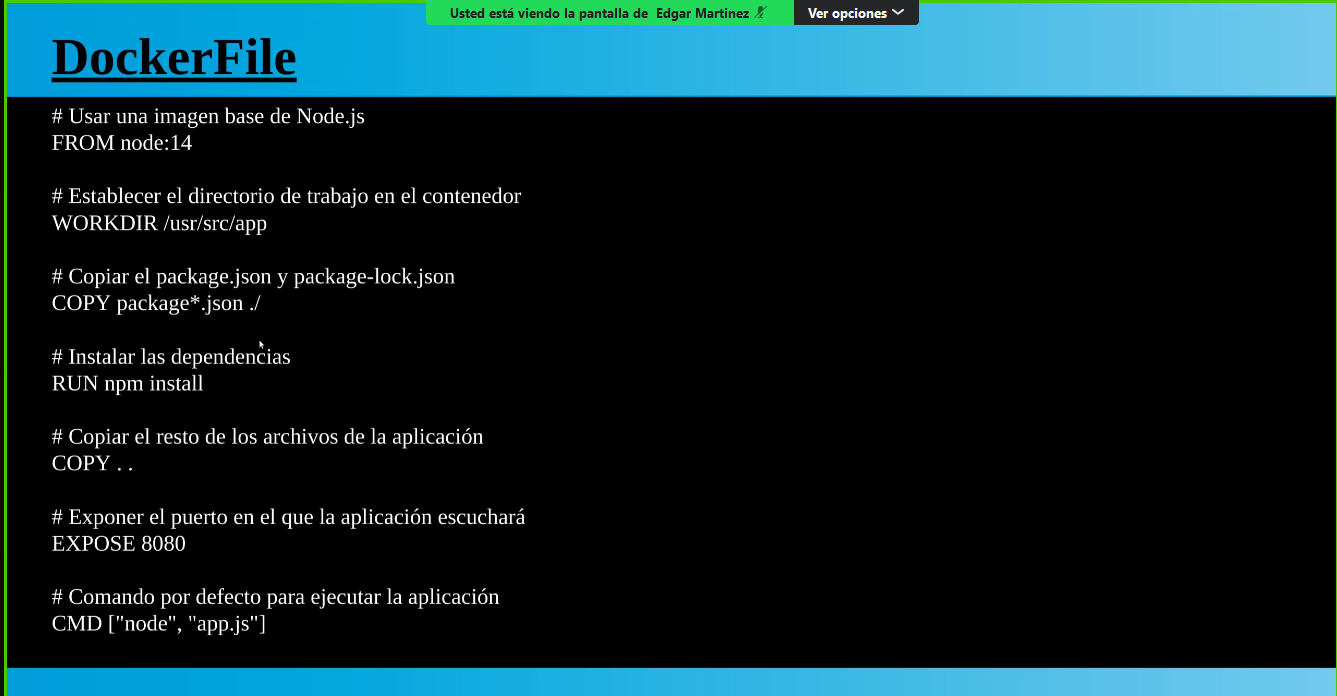 Usted está viendo la pantalla de Edgar Martinez
Ver opciones
DockerFile
# Usar una imagen base de Node.js
FROM node:14
# Establecer el directorio de trabajo en el contenedor
WORKDIR /usr/src/app
# Copiar el package.json y package-lock.json
COPY package*.json ./
# Instalar las dependencias
RUN npm install
# Copiar el resto de los archivos de la aplicación
COPY . .
# Exponer el puerto en el que la aplicación escuchará
EXPOSE 8080
# Comando por defecto para ejecutar la aplicación
CMD ["node", "app.js"]